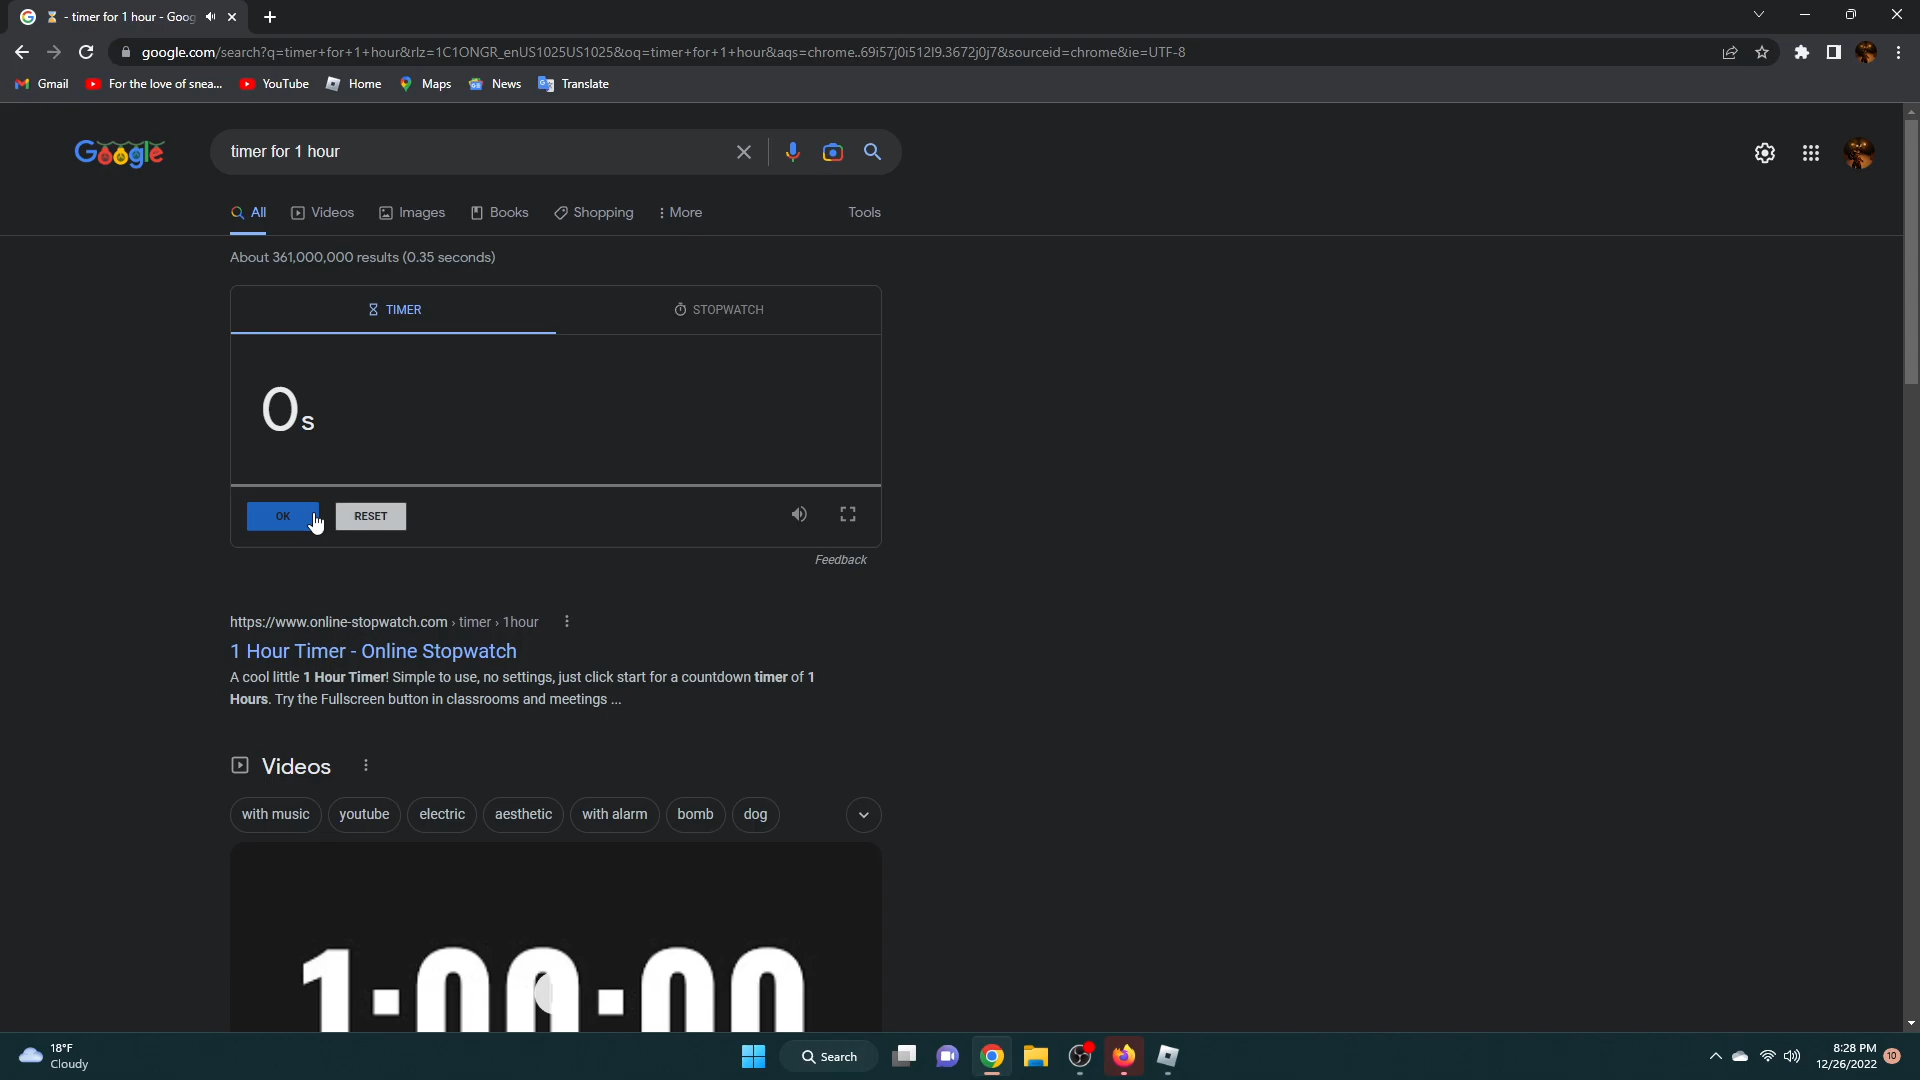 - timer for 1 hour - Goog
google.com/search?q=timer+for+1+hour&rlz=1C1ONGR_enUS1025US1025&oq=timer+for+1+hour&aqs=chrome..69i57j0i512l9.3672j0j7&sourceid=chrome&ie=UTF-8
Gmail For the love of snea... YouTube Home Maps News Translate
Google timer for 1 hour
All Videos Images Books Shopping More Tools
About 361,000,000 results (0.35 seconds)
TIMER STOPWATCH
0s
OK RESET
Feedback
https://www.online-stopwatch.com › timer › 1hour
1 Hour Timer - Online Stopwatch
A cool little 1 Hour Timer! Simple to use, no settings, just click start for a countdown timer of 1
Hours. Try the Fullscreen button in classrooms and meetings ...
Videos
with music youtube electric aesthetic with alarm bomb dog
1:00:00
18°F
Cloudy
Search
8:28 PM
12/26/2022 10